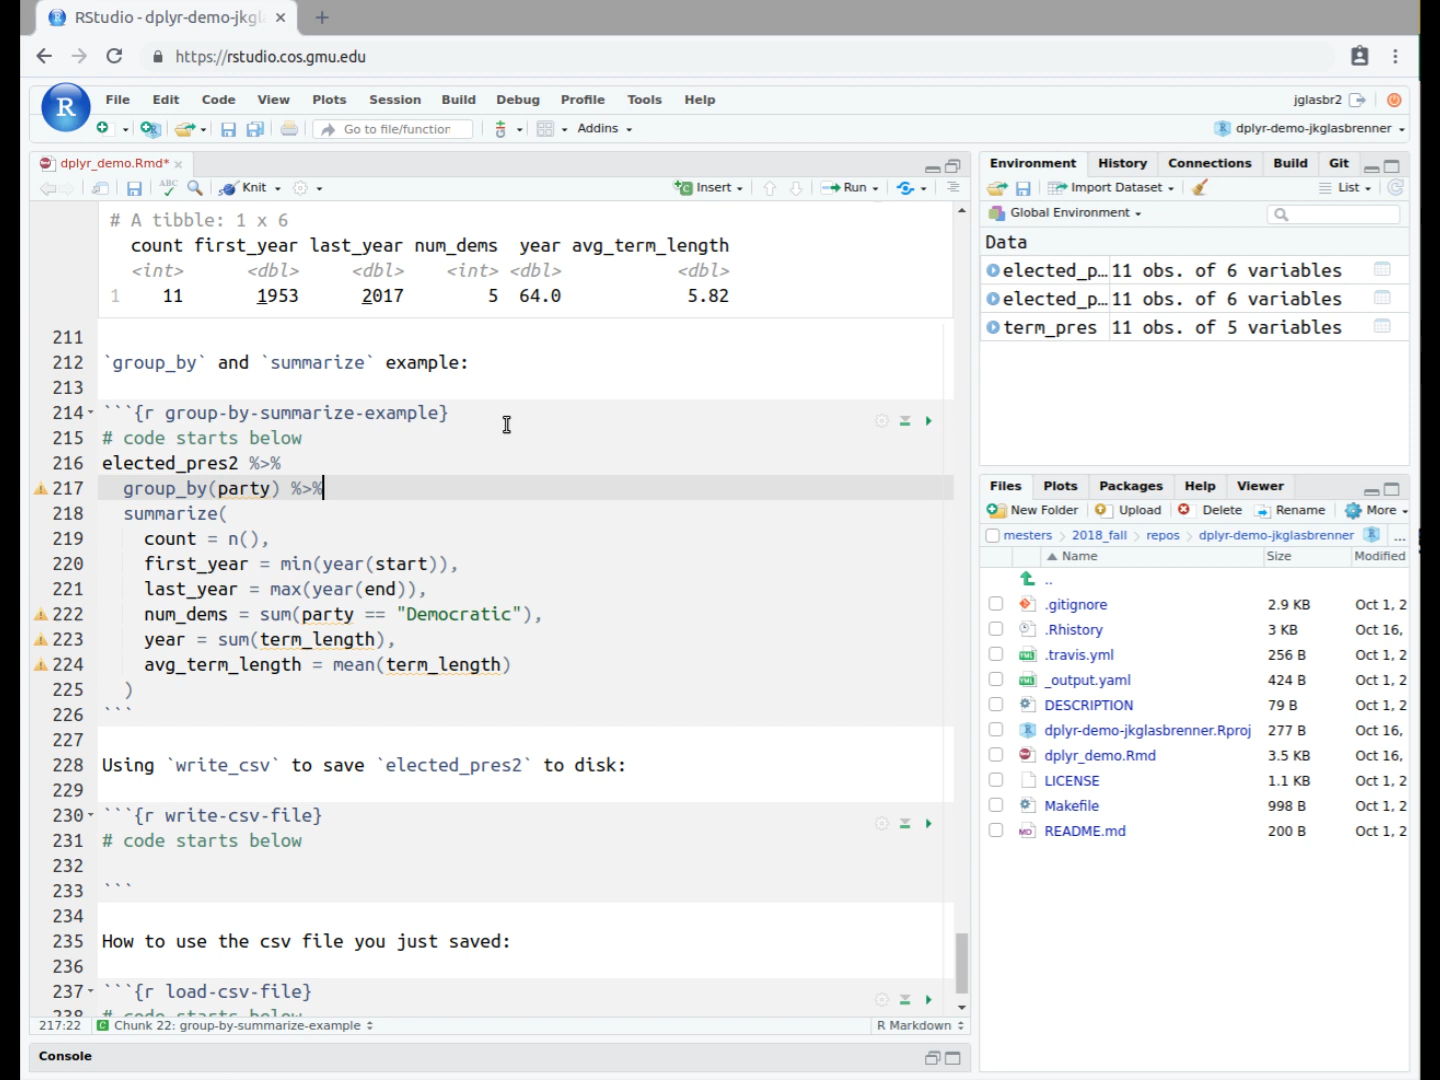 RStudio - dplyr-demo-jkgl
https://rstudio.cos.gmu.edu
R
File Edit Code View Plots Session Build Debug Profile Tools Help
jglasbr2
Go to file/function
Addins
dplyr-demo-jkglasbrenner
dplyr_demo.Rmd*
ABC
Knit
Insert
Run
# A tibble: 1 x 6
count first_year last_year num_dems year avg_term_length
<int> <dbl> <dbl> <int> <dbl> <dbl>
1 11 1953 2017 5 64.0 5.82
211
212 `group_by` and `summarize` example:
213
214 ```{r group-by-summarize-example}
215 # code starts below
216 elected_pres2 %>%
217 group_by(party) %>%
218 summarize(
219 count = n(),
220 first_year = min(year(start)),
221 last_year = max(year(end)),
222 num_dems = sum(party == "Democratic"),
223 year = sum(term_length),
224 avg_term_length = mean(term_length)
225 )
226 ```
227
228 Using `write_csv` to save `elected_pres2` to disk:
229
230 ```{r write-csv-file}
231 # code starts below
232
233 ```
234
235 How to use the csv file you just saved:
236
237 ```{r load-csv-file}
238 # code starts below
217:22 Chunk 22: group-by-summarize-example R Markdown
Console
Environment History Connections Build Git
Import Dataset List
Global Environment
Data
elected_p… 11 obs. of 6 variables
elected_p… 11 obs. of 6 variables
term_pres 11 obs. of 5 variables
Files Plots Packages Help Viewer
New Folder Upload Delete Rename More
mesters > 2018_fall > repos > dplyr-demo-jkglasbrenner ...
Name Size Modified
..
.gitignore 2.9 KB Oct 1, 2
.Rhistory 3 KB Oct 16,
.travis.yml 256 B Oct 1, 2
_output.yaml 424 B Oct 1, 2
DESCRIPTION 79 B Oct 1, 2
dplyr-demo-jkglasbrenner.Rproj 277 B Oct 16,
dplyr_demo.Rmd 3.5 KB Oct 16,
LICENSE 1.1 KB Oct 1, 2
Makefile 998 B Oct 1, 2
README.md 200 B Oct 1, 2